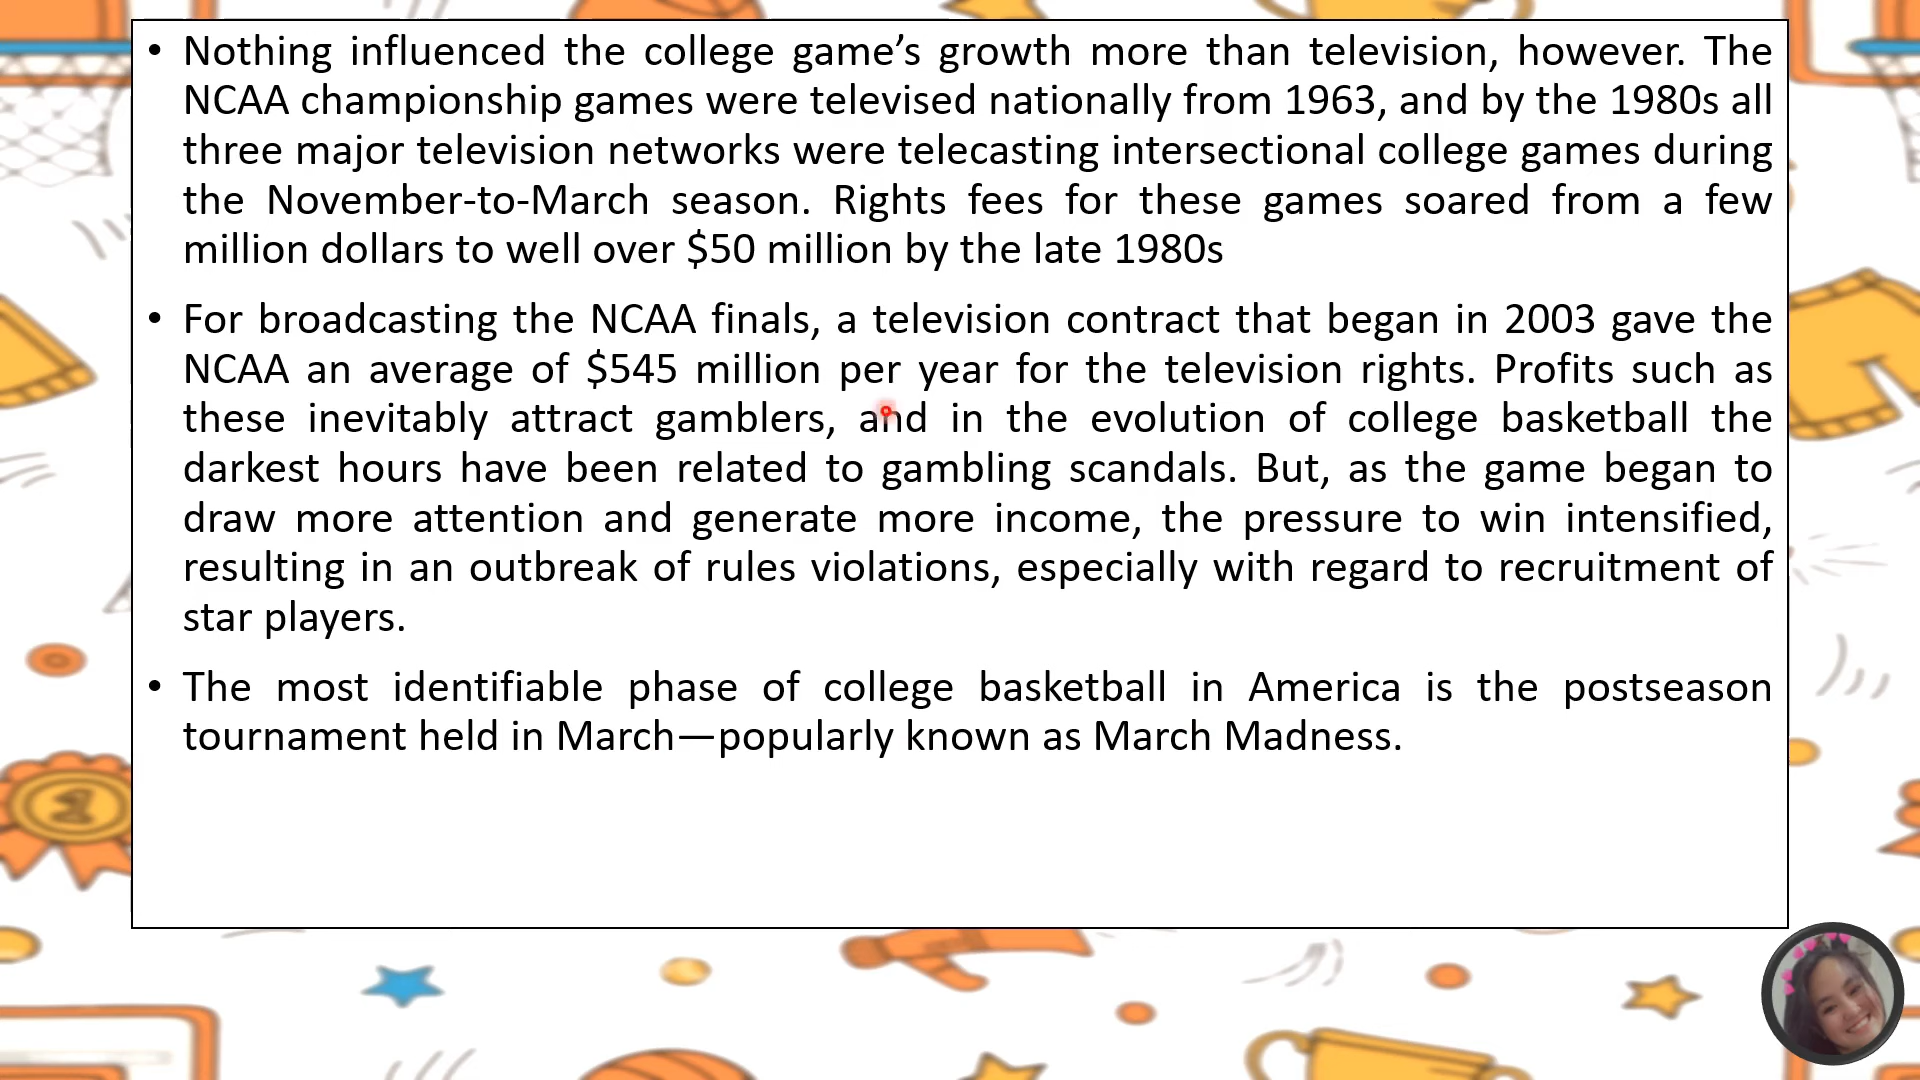 • Nothing influenced the college game’s growth more than television, however. The
NCAA championship games were televised nationally from 1963, and by the 1980s all
three major television networks were telecasting intersectional college games during
the November-to-March season. Rights fees for these games soared from a few
million dollars to well over $50 million by the late 1980s
• For broadcasting the NCAA finals, a television contract that began in 2003 gave the
NCAA an average of $545 million per year for the television rights. Profits such as
these inevitably attract gamblers, and in the evolution of college basketball the
darkest hours have been related to gambling scandals. But, as the game began to
draw more attention and generate more income, the pressure to win intensified,
resulting in an outbreak of rules violations, especially with regard to recruitment of
star players.
• The most identifiable phase of college basketball in America is the postseason
tournament held in March—popularly known as March Madness.